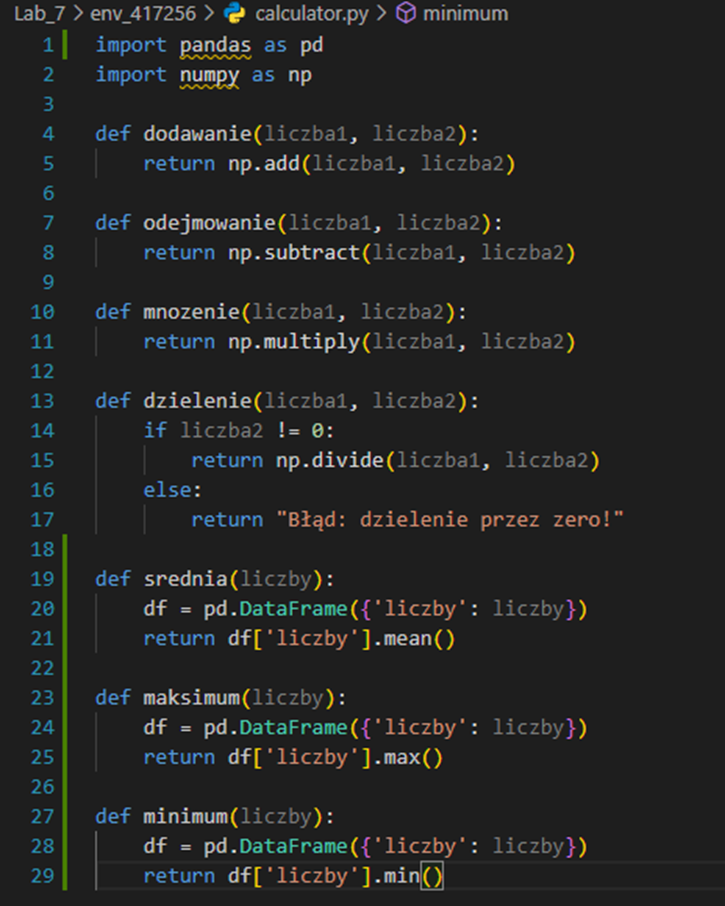 Lab_7 > env_417256 > calculator.py > minimum
1 import pandas as pd
2 import numpy as np
3
4 def dodawanie(liczba1, liczba2):
5     return np.add(liczba1, liczba2)
6
7 def odejmowanie(liczba1, liczba2):
8     return np.subtract(liczba1, liczba2)
9
10 def mnozenie(liczba1, liczba2):
11     return np.multiply(liczba1, liczba2)
12
13 def dzielenie(liczba1, liczba2):
14     if liczba2 != 0:
15         return np.divide(liczba1, liczba2)
16     else:
17         return "Błąd: dzielenie przez zero!"
18
19 def srednia(liczby):
20     df = pd.DataFrame({'liczby': liczby})
21     return df['liczby'].mean()
22
23 def maksimum(liczby):
24     df = pd.DataFrame({'liczby': liczby})
25     return df['liczby'].max()
26
27 def minimum(liczby):
28     df = pd.DataFrame({'liczby': liczby})
29     return df['liczby'].min()